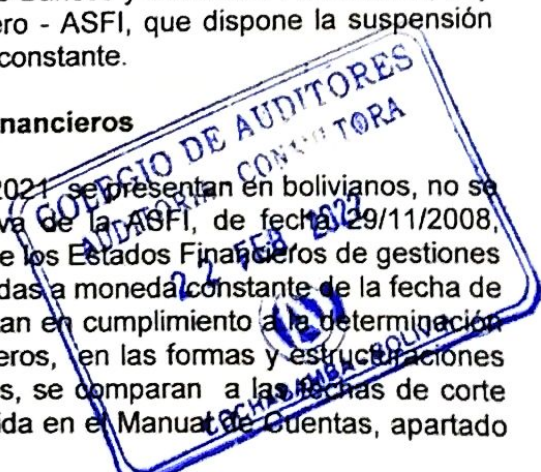 ero - ASFI, que dispone la suspensión
constante.
nancieros
2021 se presentan en bolivianos, no se
va de la ASFI, de fecha 29/11/2008,
e los Estados Financieros de gestiones
das a moneda constante de la fecha de
an en cumplimiento a la determinación
eros, en las formas y estructuraciones
s, se comparan a las fechas de corte
ida en el Manual de Cuentas, apartado
COLEGIO DE AUDITORES
AUDITORIA CONSULTORA
22 FEB 202
COCHABAMBA BOLIVIA